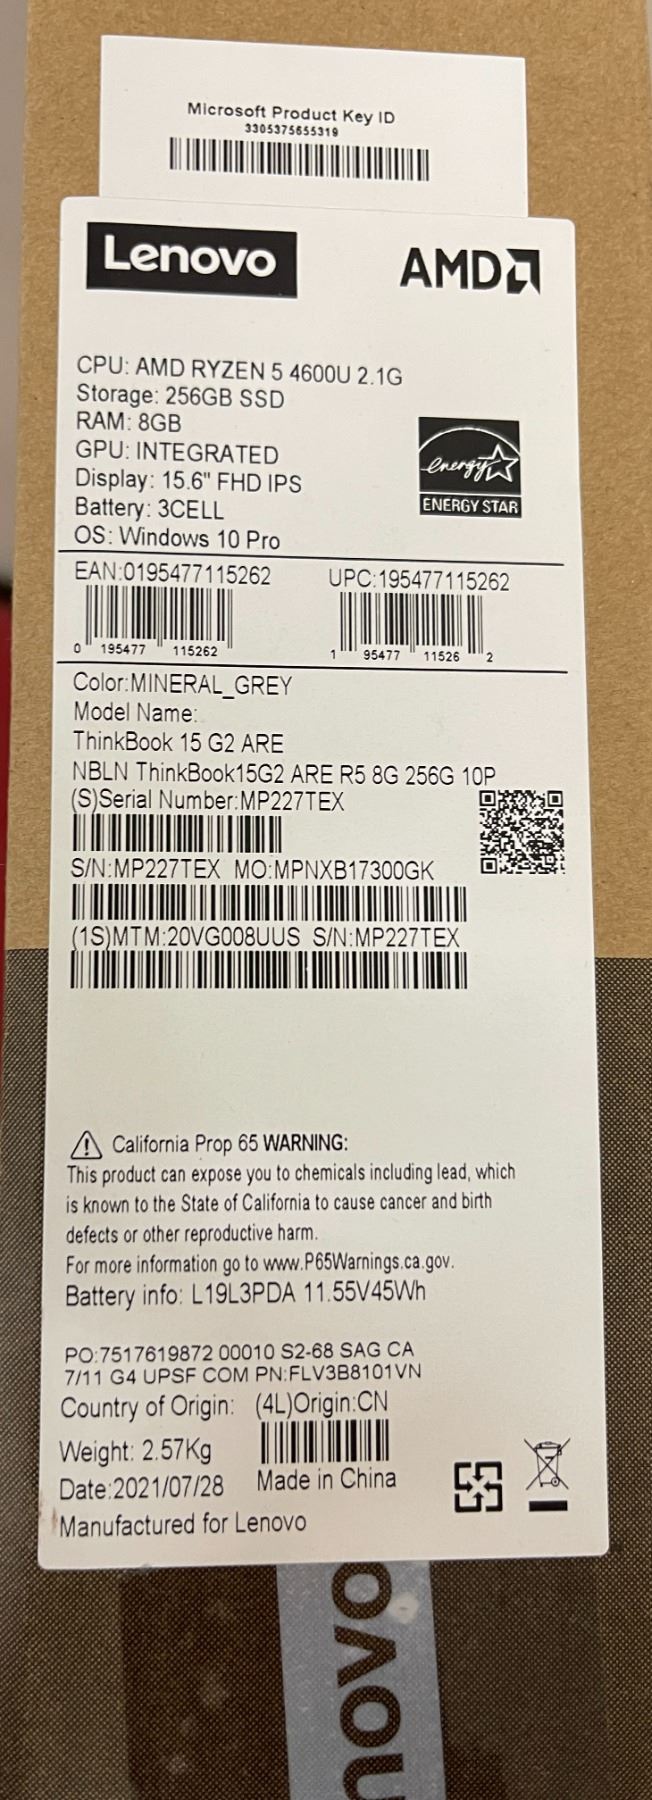 Microsoft Product Key ID
3305375655319
Lenovo
AMD
CPU: AMD RYZEN 5 4600U 2.1G
Storage: 256GB SSD
RAM: 8GB
GPU: INTEGRATED
Display: 15.6" FHD IPS
Battery: 3CELL
OS: Windows 10 Pro
energy
ENERGY STAR
EAN:0195477115262 UPC:195477115262
0 195477 115262 1 95477 11526 2
Color:MINERAL_GREY
Model Name:
ThinkBook 15 G2 ARE
NBLN ThinkBook15G2 ARE R5 8G 256G 10P
(S)Serial Number:MP227TEX
S/N:MP227TEX MO:MPNXB17300GK
(1S)MTM:20VG008UUS S/N:MP227TEX
California Prop 65 WARNING:
This product can expose you to chemicals including lead, which
is known to the State of California to cause cancer and birth
defects or other reproductive harm.
For more information go to www.P65Warnings.ca.gov.
Battery info: L19L3PDA 11.55V45Wh
PO:7517619872 00010 S2-68 SAG CA
7/11 G4 UPSF COM PN:FLV3B8101VN
Country of Origin: (4L)Origin:CN
Weight: 2.57Kg
Made in China
Date:2021/07/28
Manufactured for Lenovo
novo